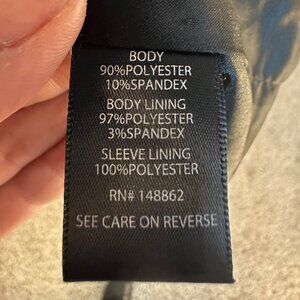 BODY
90%POLYESTER
10%SPANDEX
BODY LINING
97%POLYESTER
3%SPANDEX
SLEEVE LINING
100%POLYESTER
RN# 148862
SEE CARE ON REVERSE